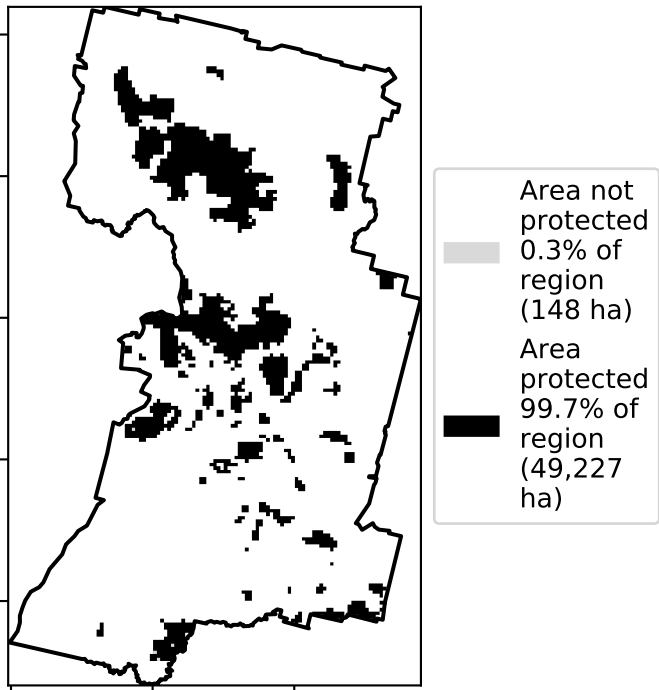 Area not
protected
0.3% of
region
(148 ha)
Area
protected
99.7% of
region
(49,227
ha)